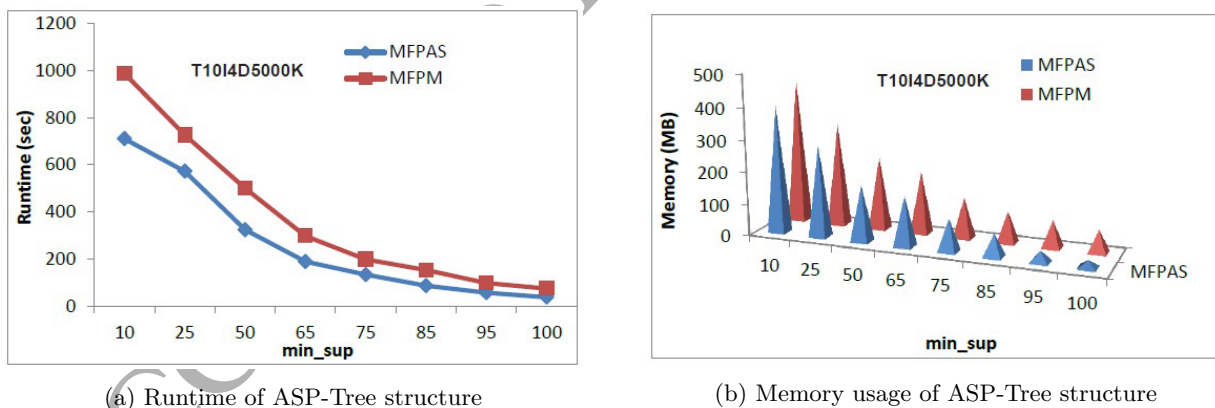 1200
1000
800
600
400
200
0
Runtime (sec)
T10I4D5000K
MFPAS
MFPM
10 25 50 65 75 85 95 100
min_sup
(a) Runtime of ASP-Tree structure
500
400
300
200
100
0
Memory (MB)
T10I4D5000K
MFPAS
MFPM
10 25 50 65 75 85 95 100
MFPAS
min_sup
(b) Memory usage of ASP-Tree structure